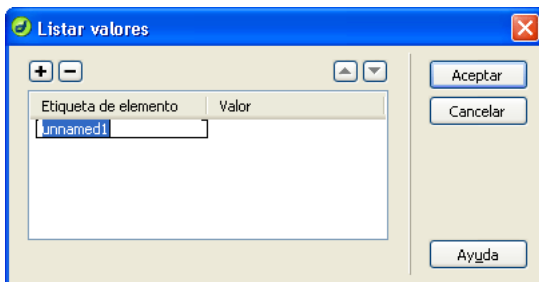 Listar valores
Etiqueta de elemento Valor
unnamed1
Aceptar
Cancelar
Ayuda